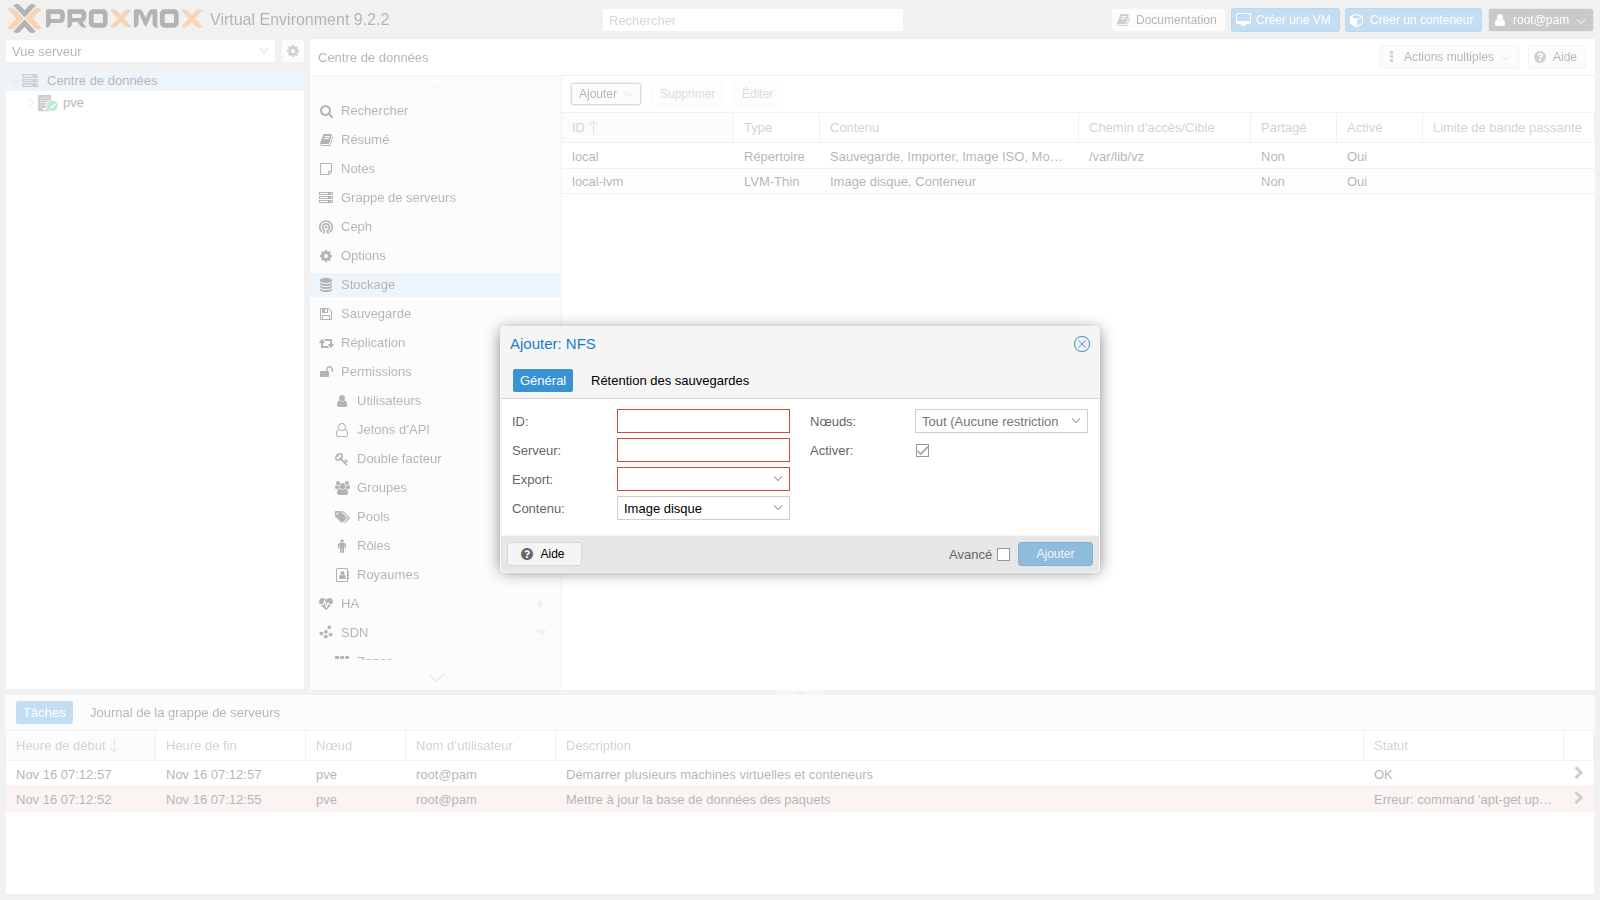 PROXMOX Virtual Environment 9.2.2
Rechercher
Documentation
Créer une VM
Créer un conteneur
root@pam
Vue serveur
Centre de données
pve
Centre de données
Actions multiples
Aide
Rechercher
Résumé
Notes
Grappe de serveurs
Ceph
Options
Stockage
Sauvegarde
Réplication
Permissions
Utilisateurs
Jetons d'API
Double facteur
Groupes
Pools
Rôles
Royaumes
HA
SDN
Zones
Ajouter
Supprimer
Éditer
ID Type Contenu Chemin d'accès/Cible Partagé Activé Limite de bande passante
local Répertoire Sauvegarde, Importer, Image ISO, Mo… /var/lib/vz Non Oui
local-lvm LVM-Thin Image disque, Conteneur Non Oui
Ajouter: NFS
Général Rétention des sauvegardes
ID:
Serveur:
Export:
Contenu: Image disque
Nœuds: Tout (Aucune restriction
Activer:
Aide
Avancé
Ajouter
Tâches Journal de la grappe de serveurs
Heure de début Heure de fin Nœud Nom d'utilisateur Description Statut
Nov 16 07:12:57 Nov 16 07:12:57 pve root@pam Démarrer plusieurs machines virtuelles et conteneurs OK
Nov 16 07:12:52 Nov 16 07:12:55 pve root@pam Mettre à jour la base de données des paquets Erreur: command 'apt-get up…